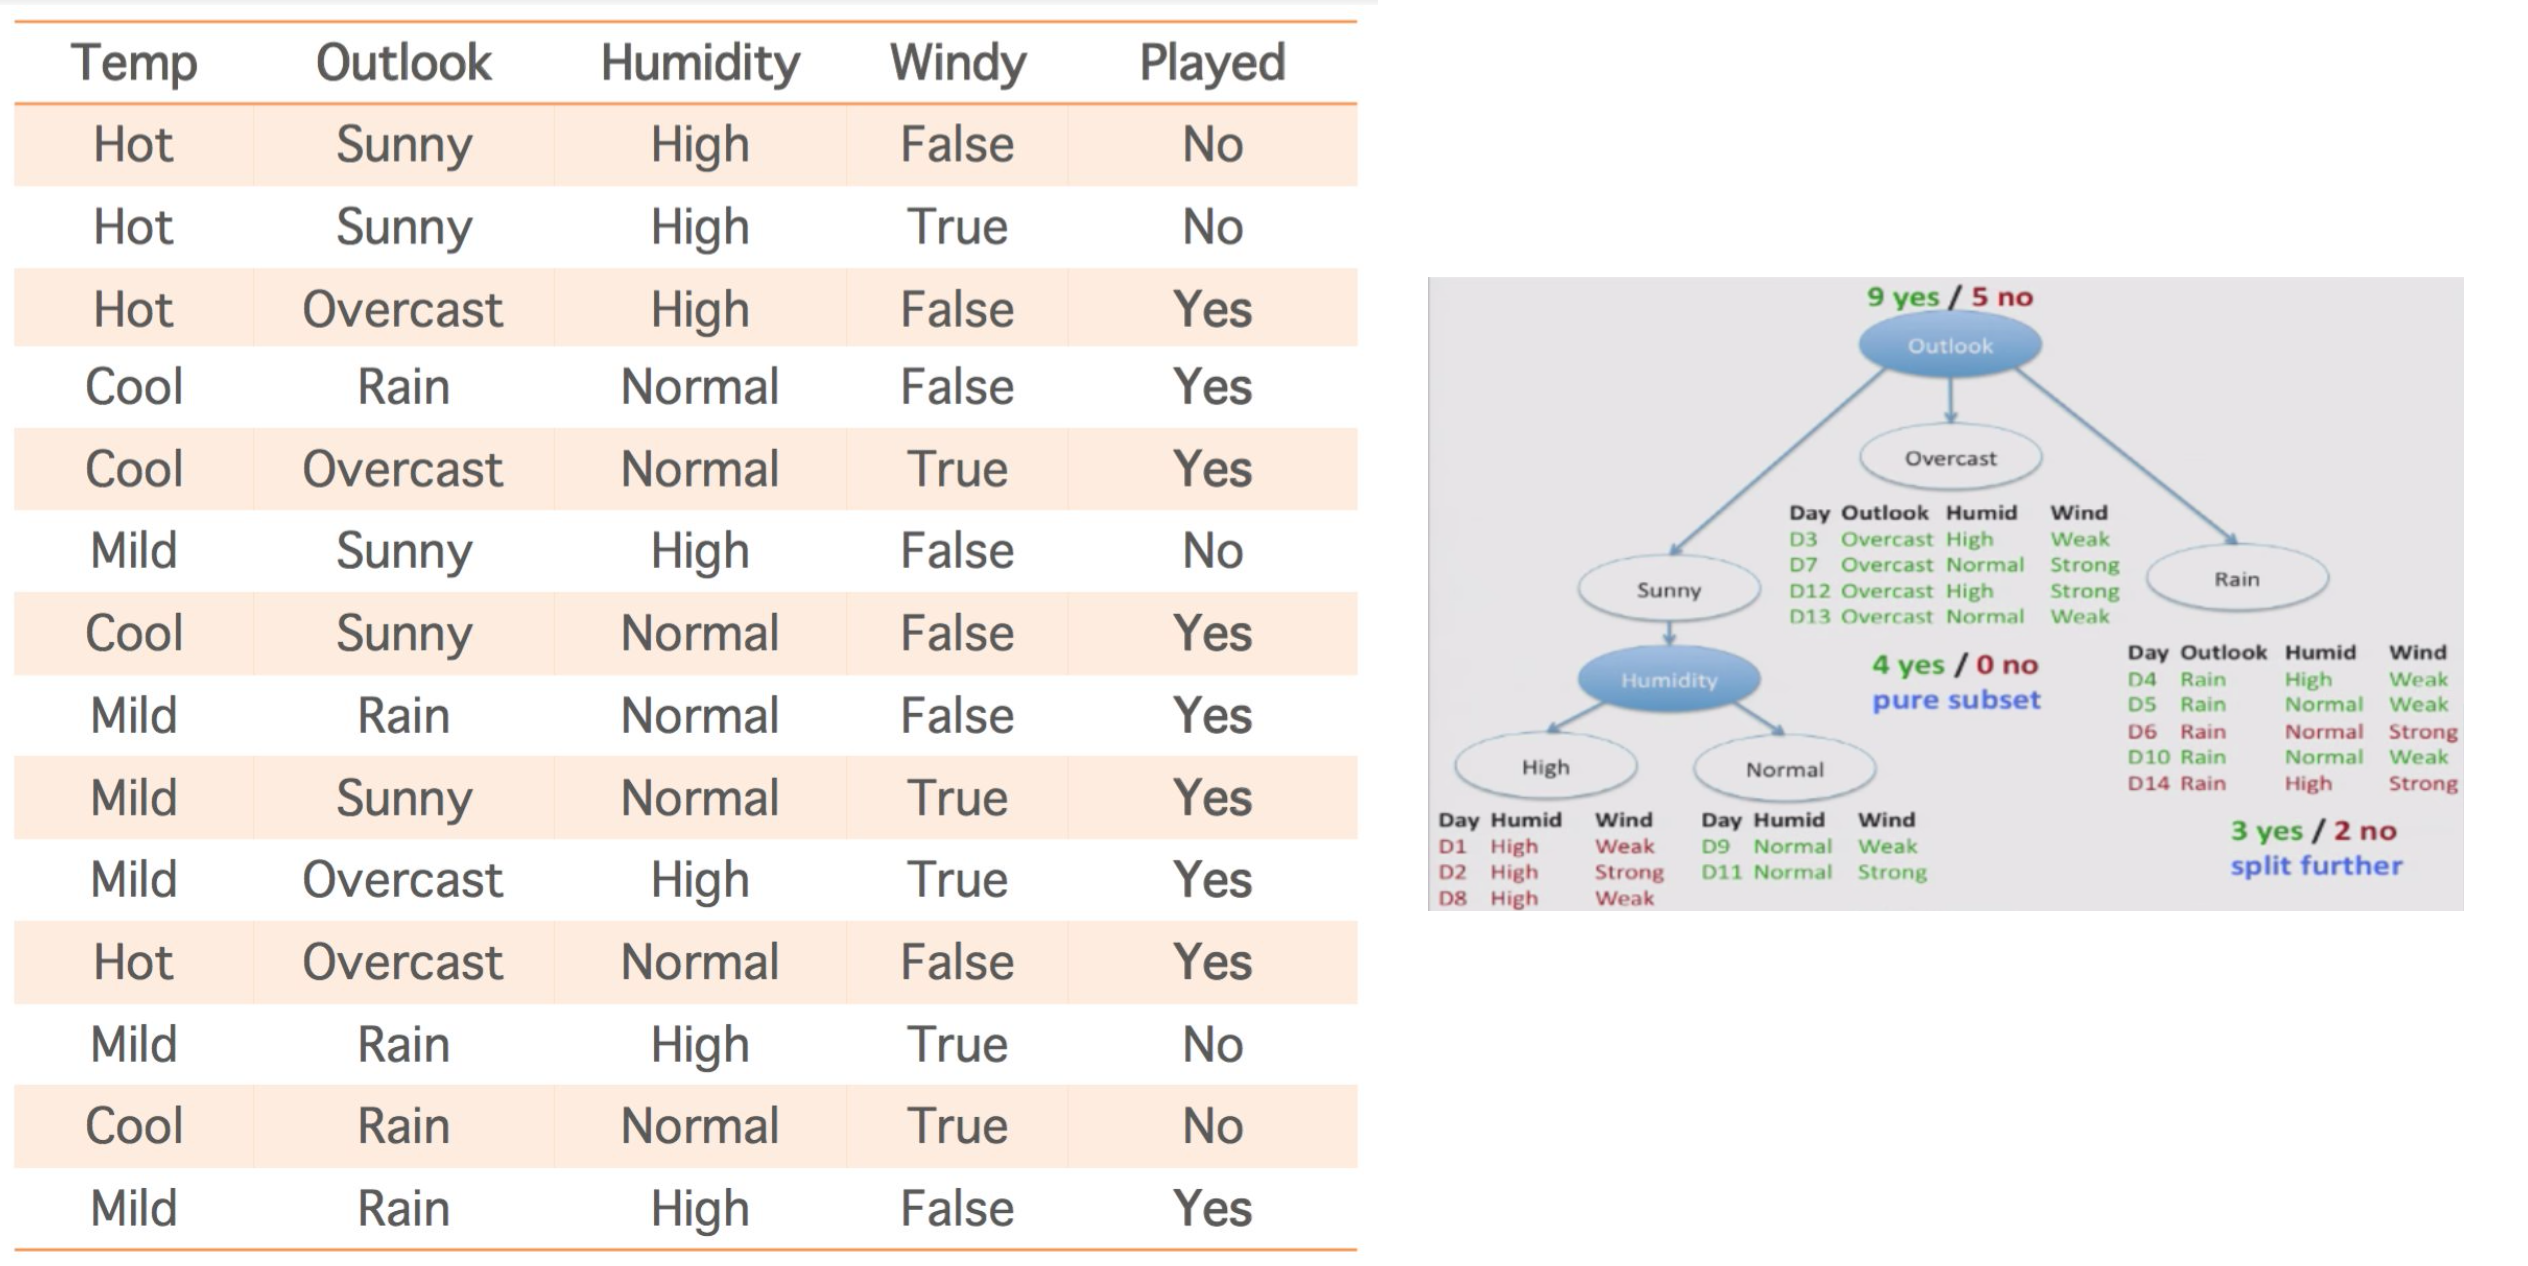 Temp Outlook Humidity Windy Played
Hot Sunny High False No
Hot Sunny High True No
Hot Overcast High False Yes
Cool Rain Normal False Yes
Cool Overcast Normal True Yes
Mild Sunny High False No
Cool Sunny Normal False Yes
Mild Rain Normal False Yes
Mild Sunny Normal True Yes
Mild Overcast High True Yes
Hot Overcast Normal False Yes
Mild Rain High True No
Cool Rain Normal True No
Mild Rain High False Yes
9 yes / 5 no
Outlook
Overcast
Day Outlook Humid Wind
D3 Overcast High Weak
D7 Overcast Normal Strong
D12 Overcast High Strong
D13 Overcast Normal Weak
4 yes / 0 no
pure subset
Sunny
Humidity
High
Day Humid Wind
D1 High Weak
D2 High Strong
D8 High Weak
Normal
Day Humid Wind
D9 Normal Weak
D11 Normal Strong
Rain
Day Outlook Humid Wind
D4 Rain High Weak
D5 Rain Normal Weak
D6 Rain Normal Strong
D10 Rain Normal Weak
D14 Rain High Strong
3 yes / 2 no
split further